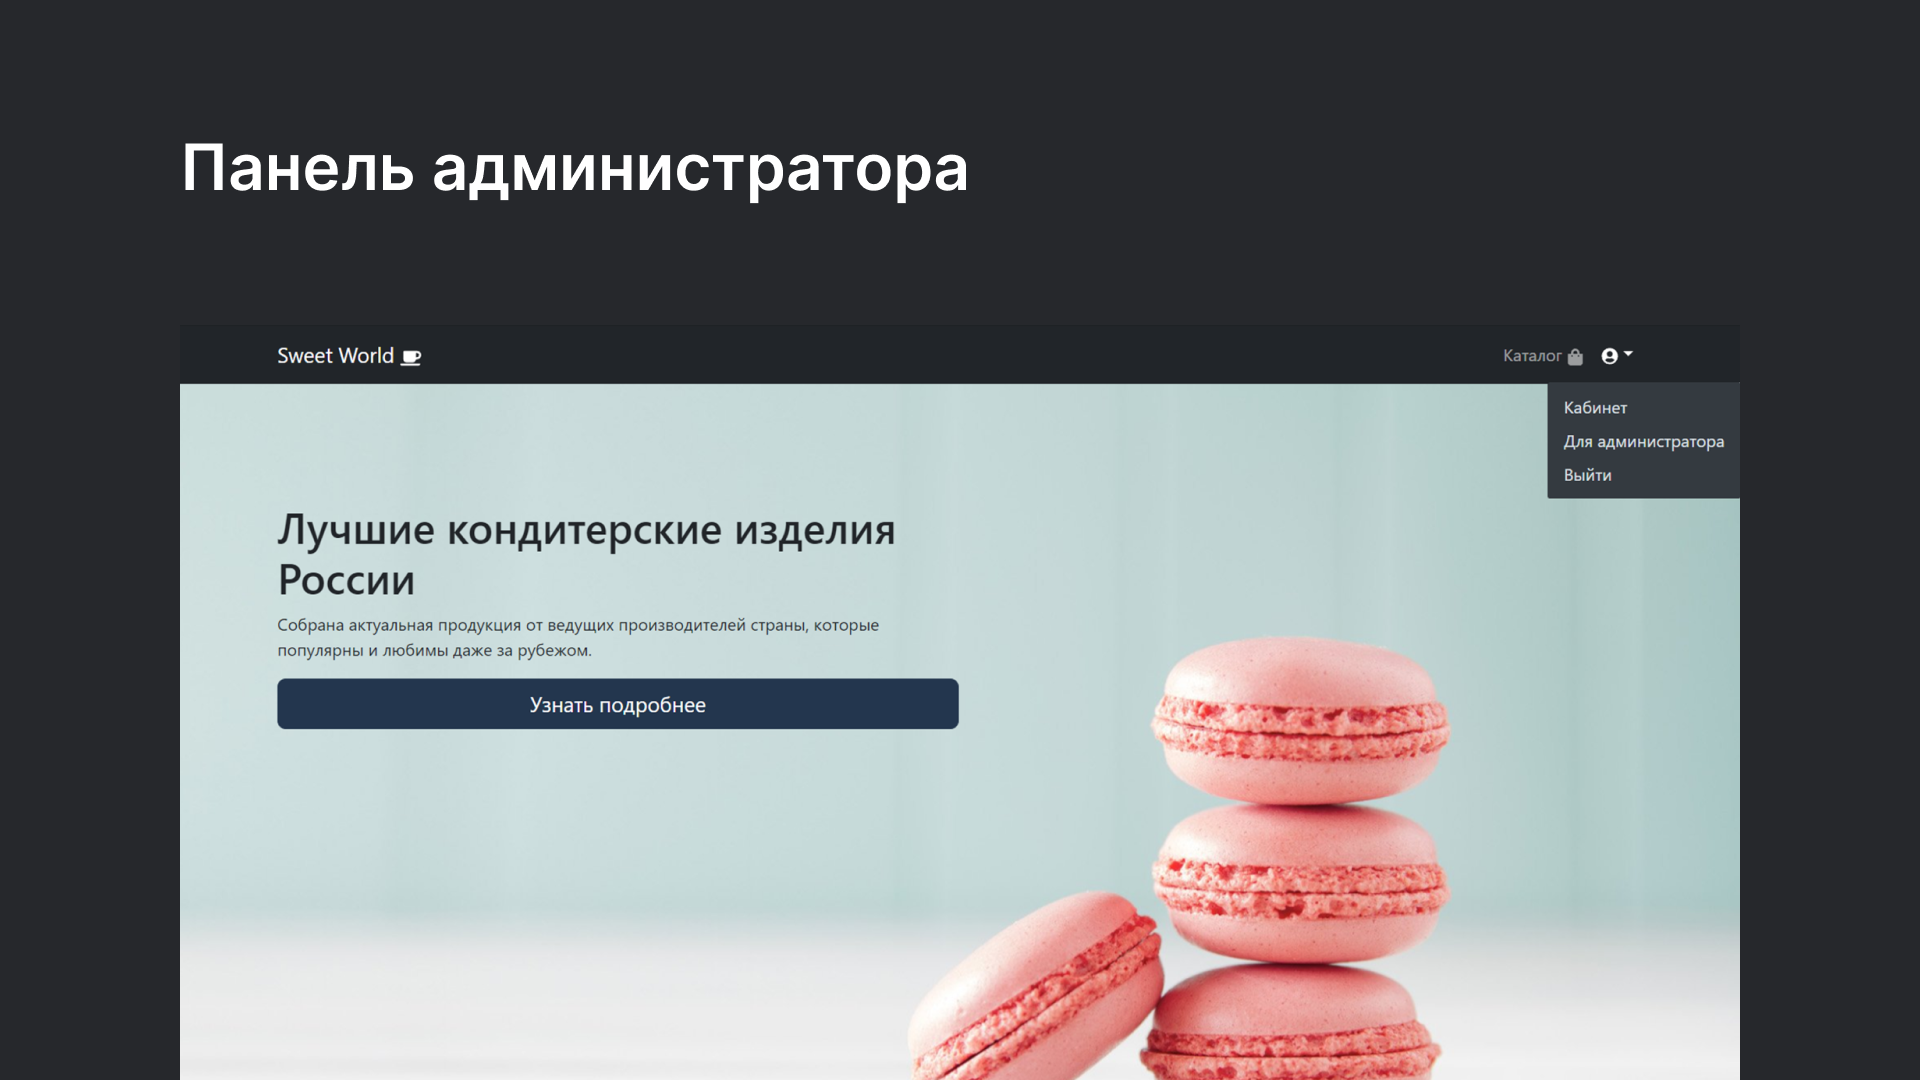 Панель администратора
Sweet World
Каталог
Кабинет
Для администратора
Выйти
Лучшие кондитерские изделия
России
Собрана актуальная продукция от ведущих производителей страны, которые
популярны и любимы даже за рубежом.
Узнать подробнее